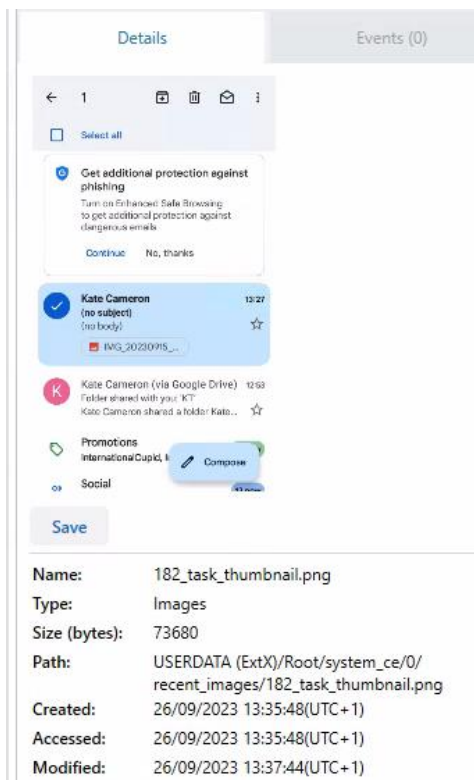 Details Events (0)
1
Select all
Get additional protection against
phishing
Turn on Enhanced Safe Browsing
to get additional protection against
dangerous emails
Continue No, thanks
Kate Cameron 13:27
(no subject)
(no body)
IMG_20230915_...
K Kate Cameron (via Google Drive) 12:53
Folder shared with you: 'KT'
Kate Cameron shared a folder Kate...
Promotions
InternationalCupid,
Compose
Social
Save
Name: 182_task_thumbnail.png
Type: Images
Size (bytes): 73680
Path: USERDATA (ExtX)/Root/system_ce/0/
recent_images/182_task_thumbnail.png
Created: 26/09/2023 13:35:48(UTC+1)
Accessed: 26/09/2023 13:35:48(UTC+1)
Modified: 26/09/2023 13:37:44(UTC+1)